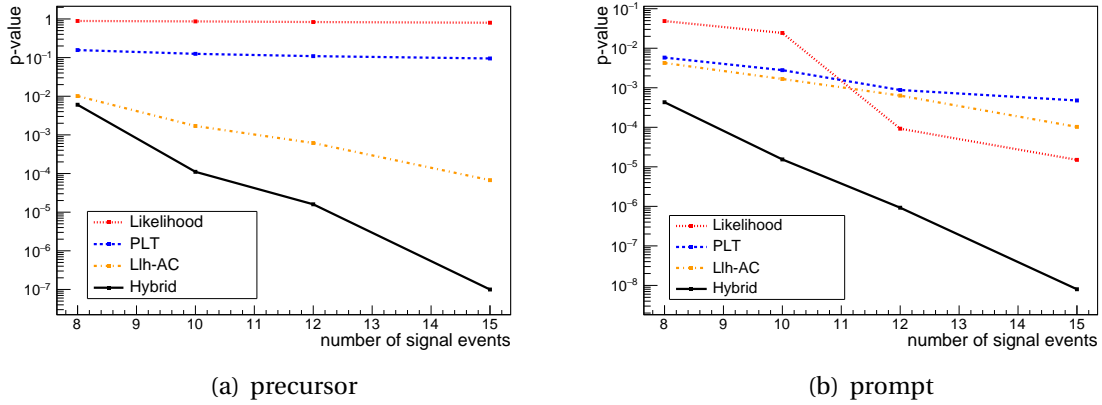 p-value
1
10⁻¹
10⁻²
10⁻³
10⁻⁴
10⁻⁵
10⁻⁶
10⁻⁷
Likelihood
PLT
Llh-AC
Hybrid
8 9 10 11 12 13 14 15
number of signal events
(a) precursor
p-value
10⁻¹
10⁻²
10⁻³
10⁻⁴
10⁻⁵
10⁻⁶
10⁻⁷
10⁻⁸
Likelihood
PLT
Llh-AC
Hybrid
8 9 10 11 12 13 14 15
number of signal events
(b) prompt